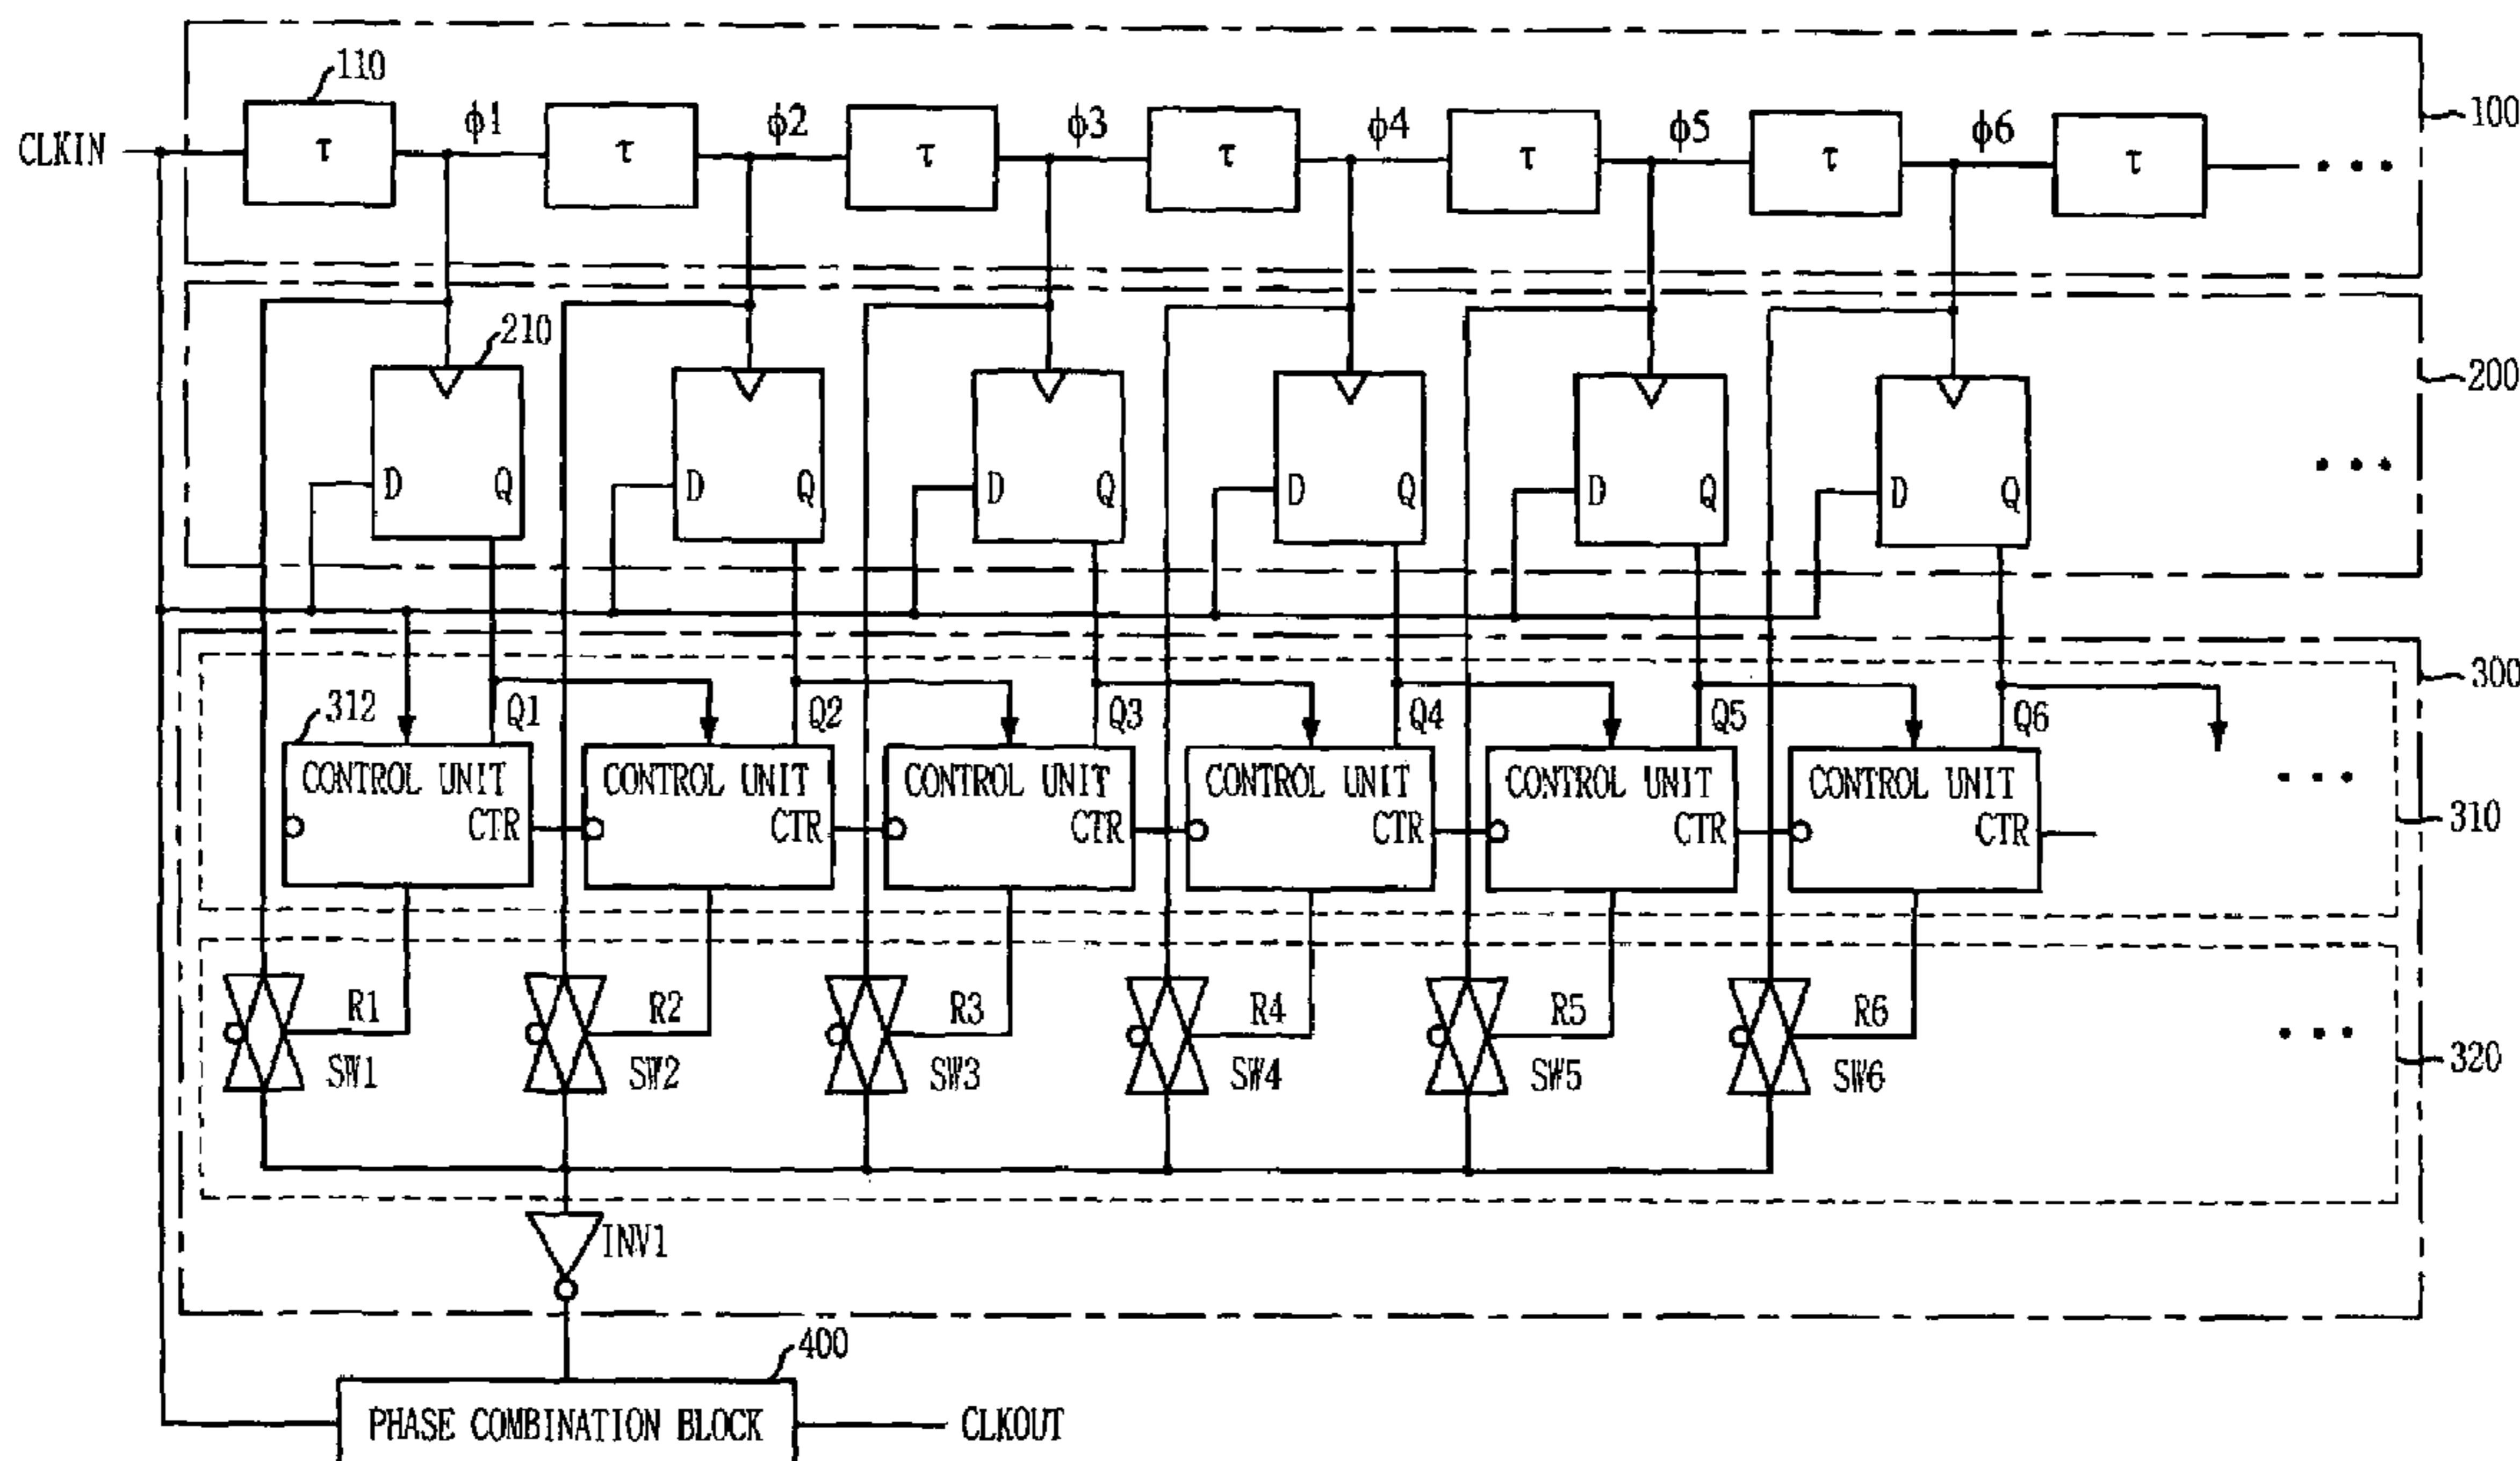 110
CLKIN τ ϕ1 τ ϕ2 τ ϕ3 τ ϕ4 τ ϕ5 τ ϕ6 τ • • • 100
210
200
D Q D Q D Q D Q D Q D Q • • •
300
312 Q1 Q2 Q3 Q4 Q5 Q6
CONTROL UNIT CONTROL UNIT CONTROL UNIT CONTROL UNIT CONTROL UNIT CONTROL UNIT • • •
CTR CTR CTR CTR CTR CTR 310
R1 R2 R3 R4 R5 R6 • • •
SW1 SW2 SW3 SW4 SW5 SW6 320
INV1
400
PHASE COMBINATION BLOCK CLKOUT